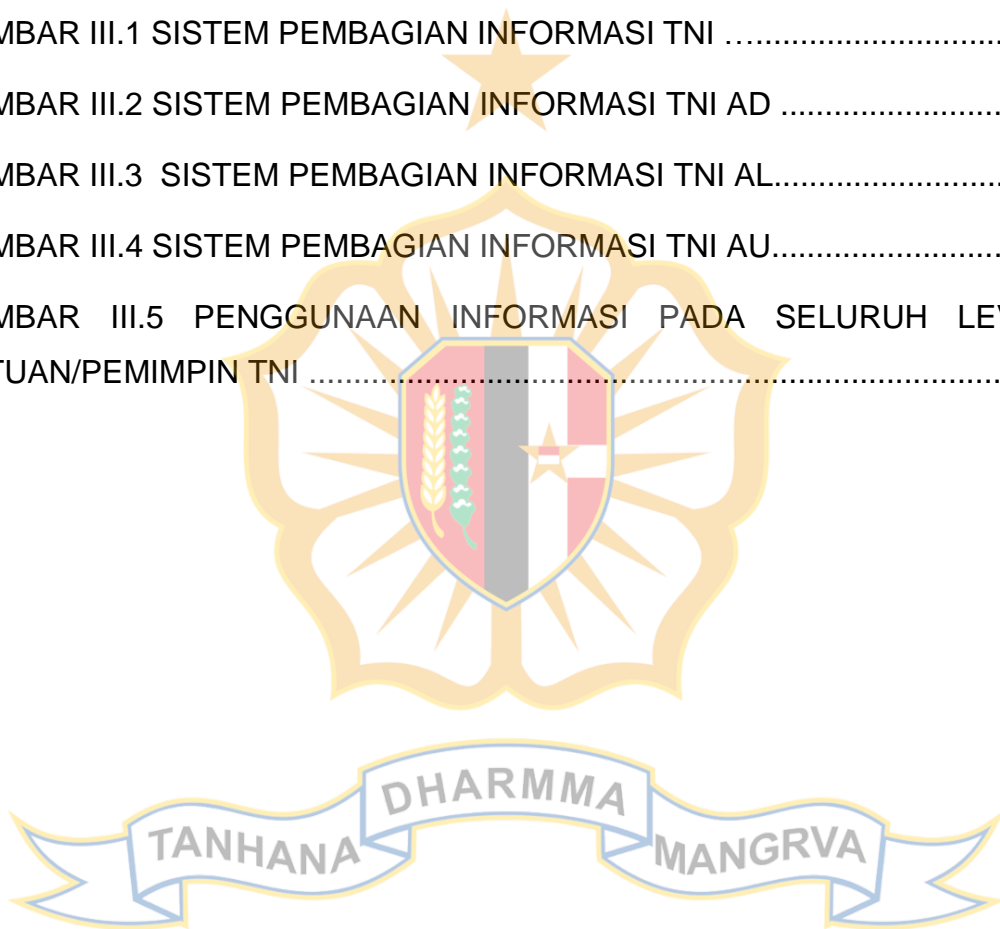 MBAR III.1 SISTEM PEMBAGIAN INFORMASI TNI ….............................
MBAR III.2 SISTEM PEMBAGIAN INFORMASI TNI AD .........................
MBAR III.3 SISTEM PEMBAGIAN INFORMASI TNI AL..........................
MBAR III.4 SISTEM PEMBAGIAN INFORMASI TNI AU..........................
MBAR III.5 PENGGUNAAN INFORMASI PADA SELURUH LEV
TUAN/PEMIMPIN TNI ..............................................................................
TANHANA DHARMMA MANGRVA